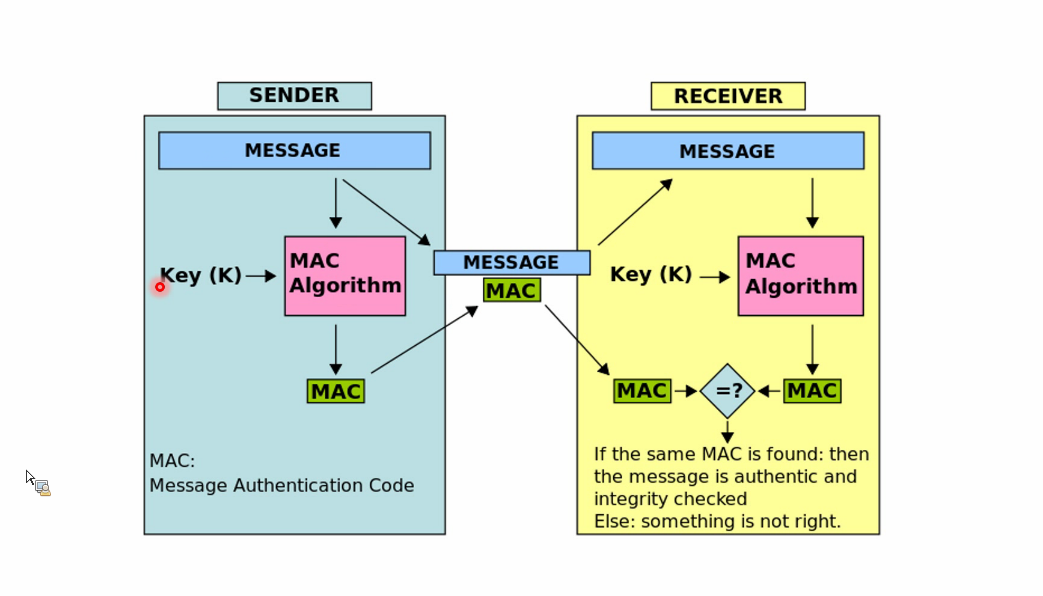 SENDER
MESSAGE
Key (K)
MAC
Algorithm
MAC
MAC:
Message Authentication Code
MESSAGE
MAC
RECEIVER
MESSAGE
Key (K)
MAC
Algorithm
MAC
=?
MAC
If the same MAC is found: then
the message is authentic and
integrity checked
Else: something is not right.